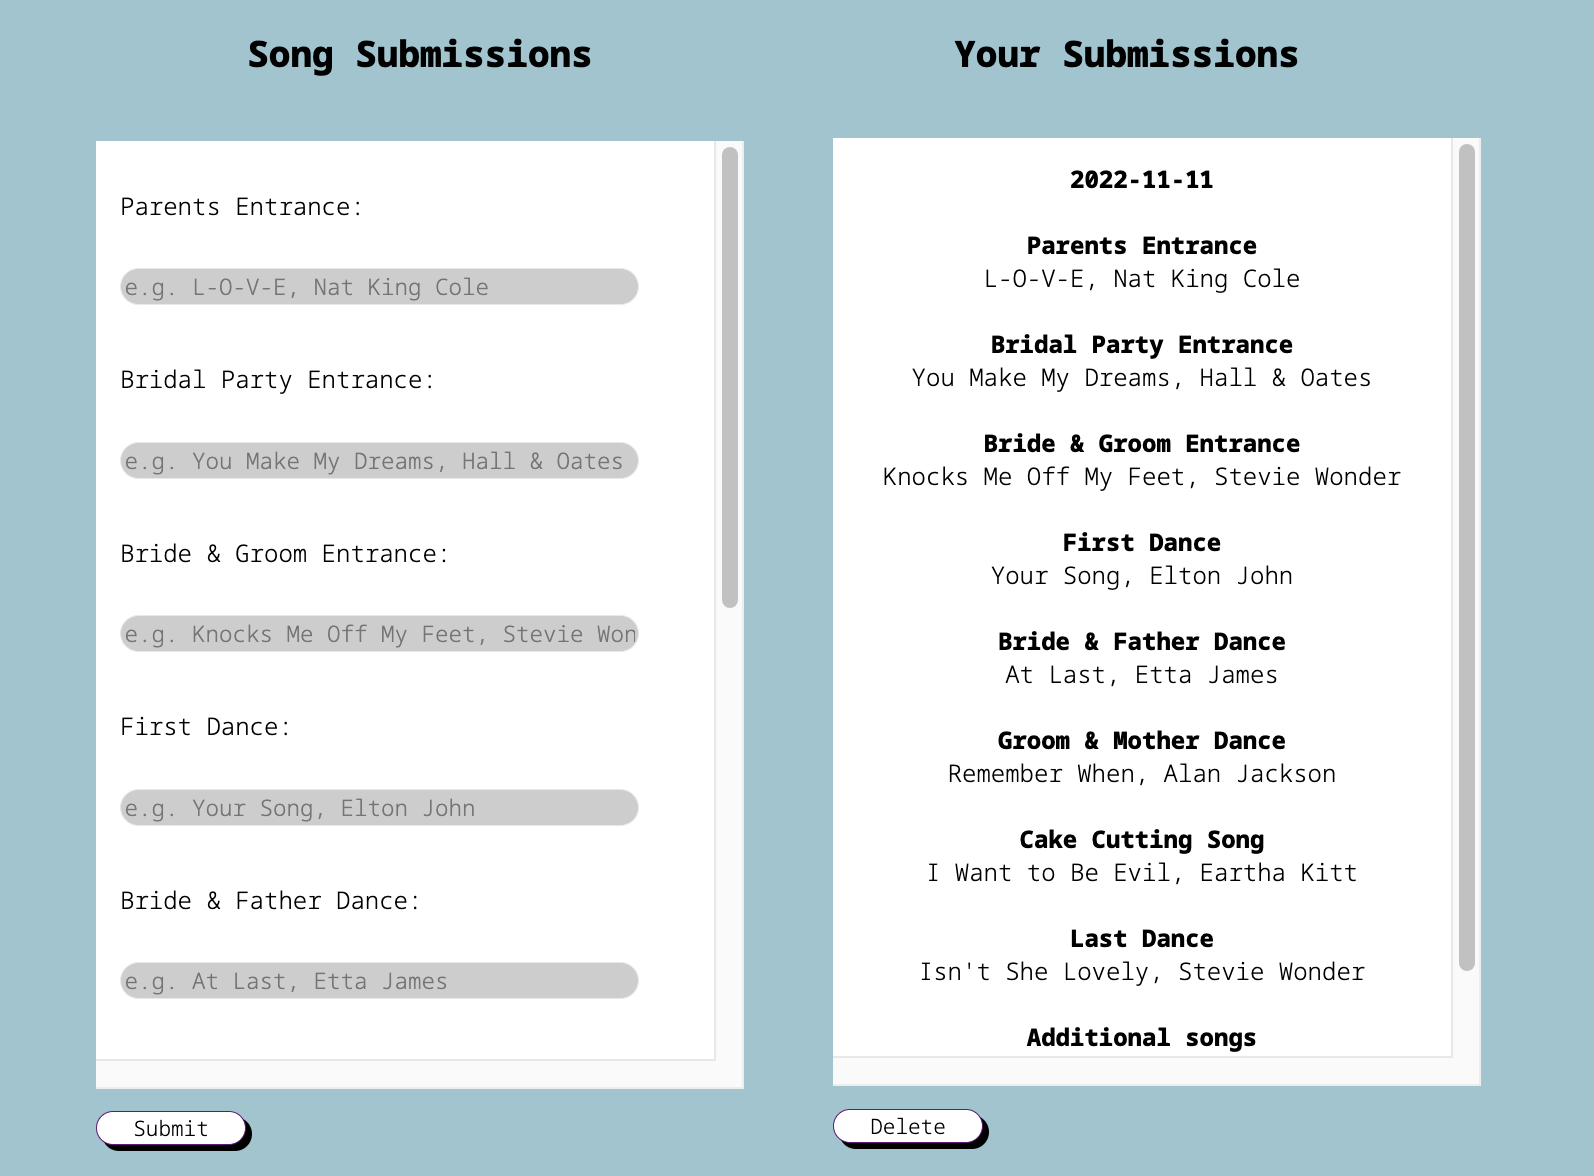 Song Submissions
Parents Entrance:
e.g. L-O-V-E, Nat King Cole
Bridal Party Entrance:
e.g. You Make My Dreams, Hall & Oates
Bride & Groom Entrance:
e.g. Knocks Me Off My Feet, Stevie Won
First Dance:
e.g. Your Song, Elton John
Bride & Father Dance:
e.g. At Last, Etta James
Submit
Your Submissions
2022-11-11
Parents Entrance
L-O-V-E, Nat King Cole
Bridal Party Entrance
You Make My Dreams, Hall & Oates
Bride & Groom Entrance
Knocks Me Off My Feet, Stevie Wonder
First Dance
Your Song, Elton John
Bride & Father Dance
At Last, Etta James
Groom & Mother Dance
Remember When, Alan Jackson
Cake Cutting Song
I Want to Be Evil, Eartha Kitt
Last Dance
Isn't She Lovely, Stevie Wonder
Additional songs
Delete